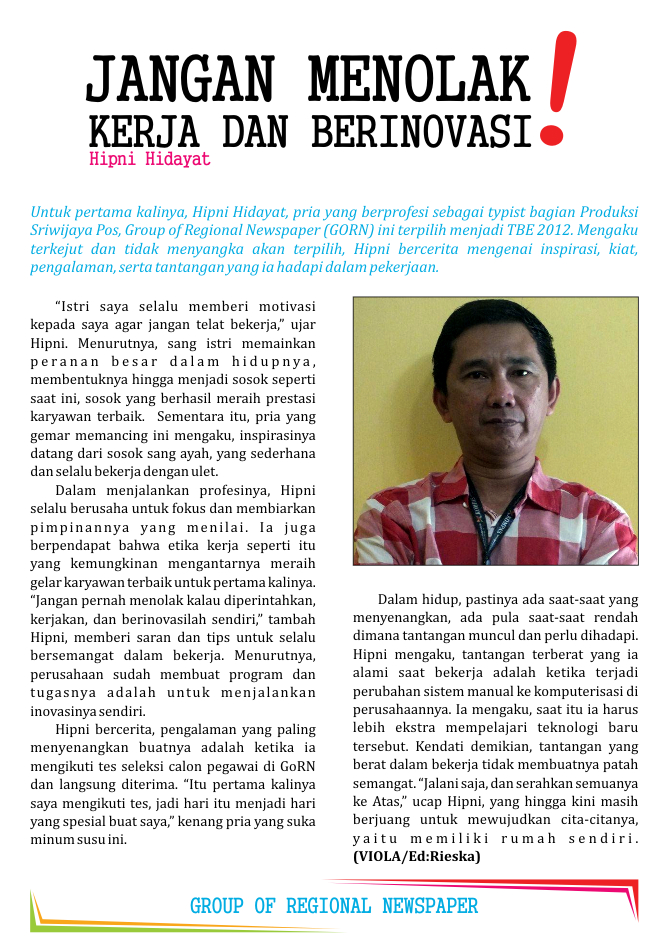 JANGAN MENOLAK
KERJA DAN BERINOVASI!
Hipni Hidayat
Untuk pertama kalinya, Hipni Hidayat, pria yang berprofesi sebagai typist bagian Produksi
Sriwijaya Pos, Group of Regional Newspaper (GORN) ini terpilih menjadi TBE 2012. Mengaku
terkejut dan tidak menyangka akan terpilih, Hipni bercerita mengenai inspirasi, kiat,
pengalaman, serta tantangan yang ia hadapi dalam pekerjaan.
“Istri saya selalu memberi motivasi
kepada saya agar jangan telat bekerja,” ujar
Hipni. Menurutnya, sang istri memainkan
peranan besar dalam hidupnya,
membentuknya hingga menjadi sosok seperti
saat ini, sosok yang berhasil meraih prestasi
karyawan terbaik. Sementara itu, pria yang
gemar memancing ini mengaku, inspirasinya
datang dari sosok sang ayah, yang sederhana
dan selalu bekerja dengan ulet.
Dalam menjalankan profesinya, Hipni
selalu berusaha untuk fokus dan membiarkan
pimpinannya yang menilai. Ia juga
berpendapat bahwa etika kerja seperti itu
yang kemungkinan mengantarnya meraih
gelar karyawan terbaik untuk pertama kalinya.
“Jangan pernah menolak kalau diperintahkan,
kerjakan, dan berinovasilah sendiri,” tambah
Hipni, memberi saran dan tips untuk selalu
bersemangat dalam bekerja. Menurutnya,
perusahaan sudah membuat program dan
tugasnya adalah untuk menjalankan
inovasinya sendiri.
Hipni bercerita, pengalaman yang paling
menyenangkan buatnya adalah ketika ia
mengikuti tes seleksi calon pegawai di GoRN
dan langsung diterima. “Itu pertama kalinya
saya mengikuti tes, jadi hari itu menjadi hari
yang spesial buat saya,” kenang pria yang suka
minum susu ini.
Dalam hidup, pastinya ada saat-saat yang
menyenangkan, ada pula saat-saat rendah
dimana tantangan muncul dan perlu dihadapi.
Hipni mengaku, tantangan terberat yang ia
alami saat bekerja adalah ketika terjadi
perubahan sistem manual ke komputerisasi di
perusahaannya. Ia mengaku, saat itu ia harus
lebih ekstra mempelajari teknologi baru
tersebut. Kendati demikian, tantangan yang
berat dalam bekerja tidak membuatnya patah
semangat. “Jalani saja, dan serahkan semuanya
ke Atas,” ucap Hipni, yang hingga kini masih
berjuang untuk mewujudkan cita-citanya,
yaitu memiliki rumah sendiri.
(VIOLA/Ed:Rieska)
GROUP OF REGIONAL NEWSPAPER